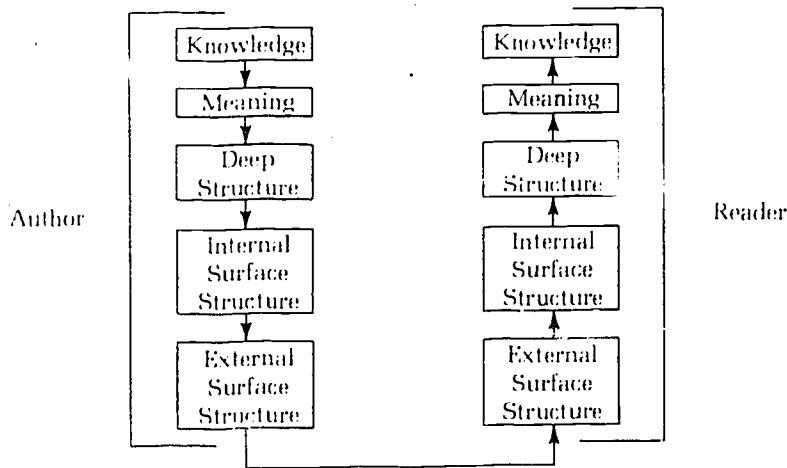 Author
Knowledge
Meaning
Deep
Structure
Internal
Surface
Structure
External
Surface
Structure
Knowledge
Meaning
Deep
Structure
Internal
Surface
Structure
External
Surface
Structure
Reader